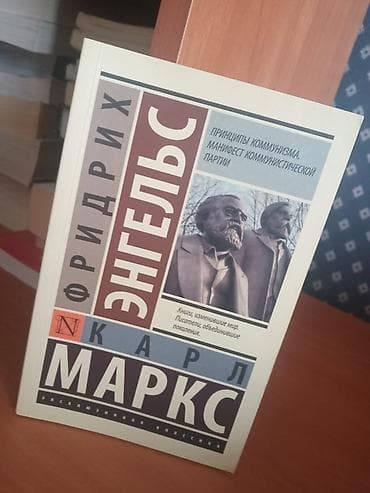 ФРИДРИХ
ЭНГЕЛЬС
ПРИНЦИПЫ КОММУНИЗМА.
МАНИФЕСТ КОММУНИСТИЧЕСКОЙ
ПАРТИИ
Книги, изменившие мир.
Писатели, объединившие
поколения.
N
КАРЛ
МАРКС
ЭКСКЛЮЗИВНАЯ КЛАССИКА